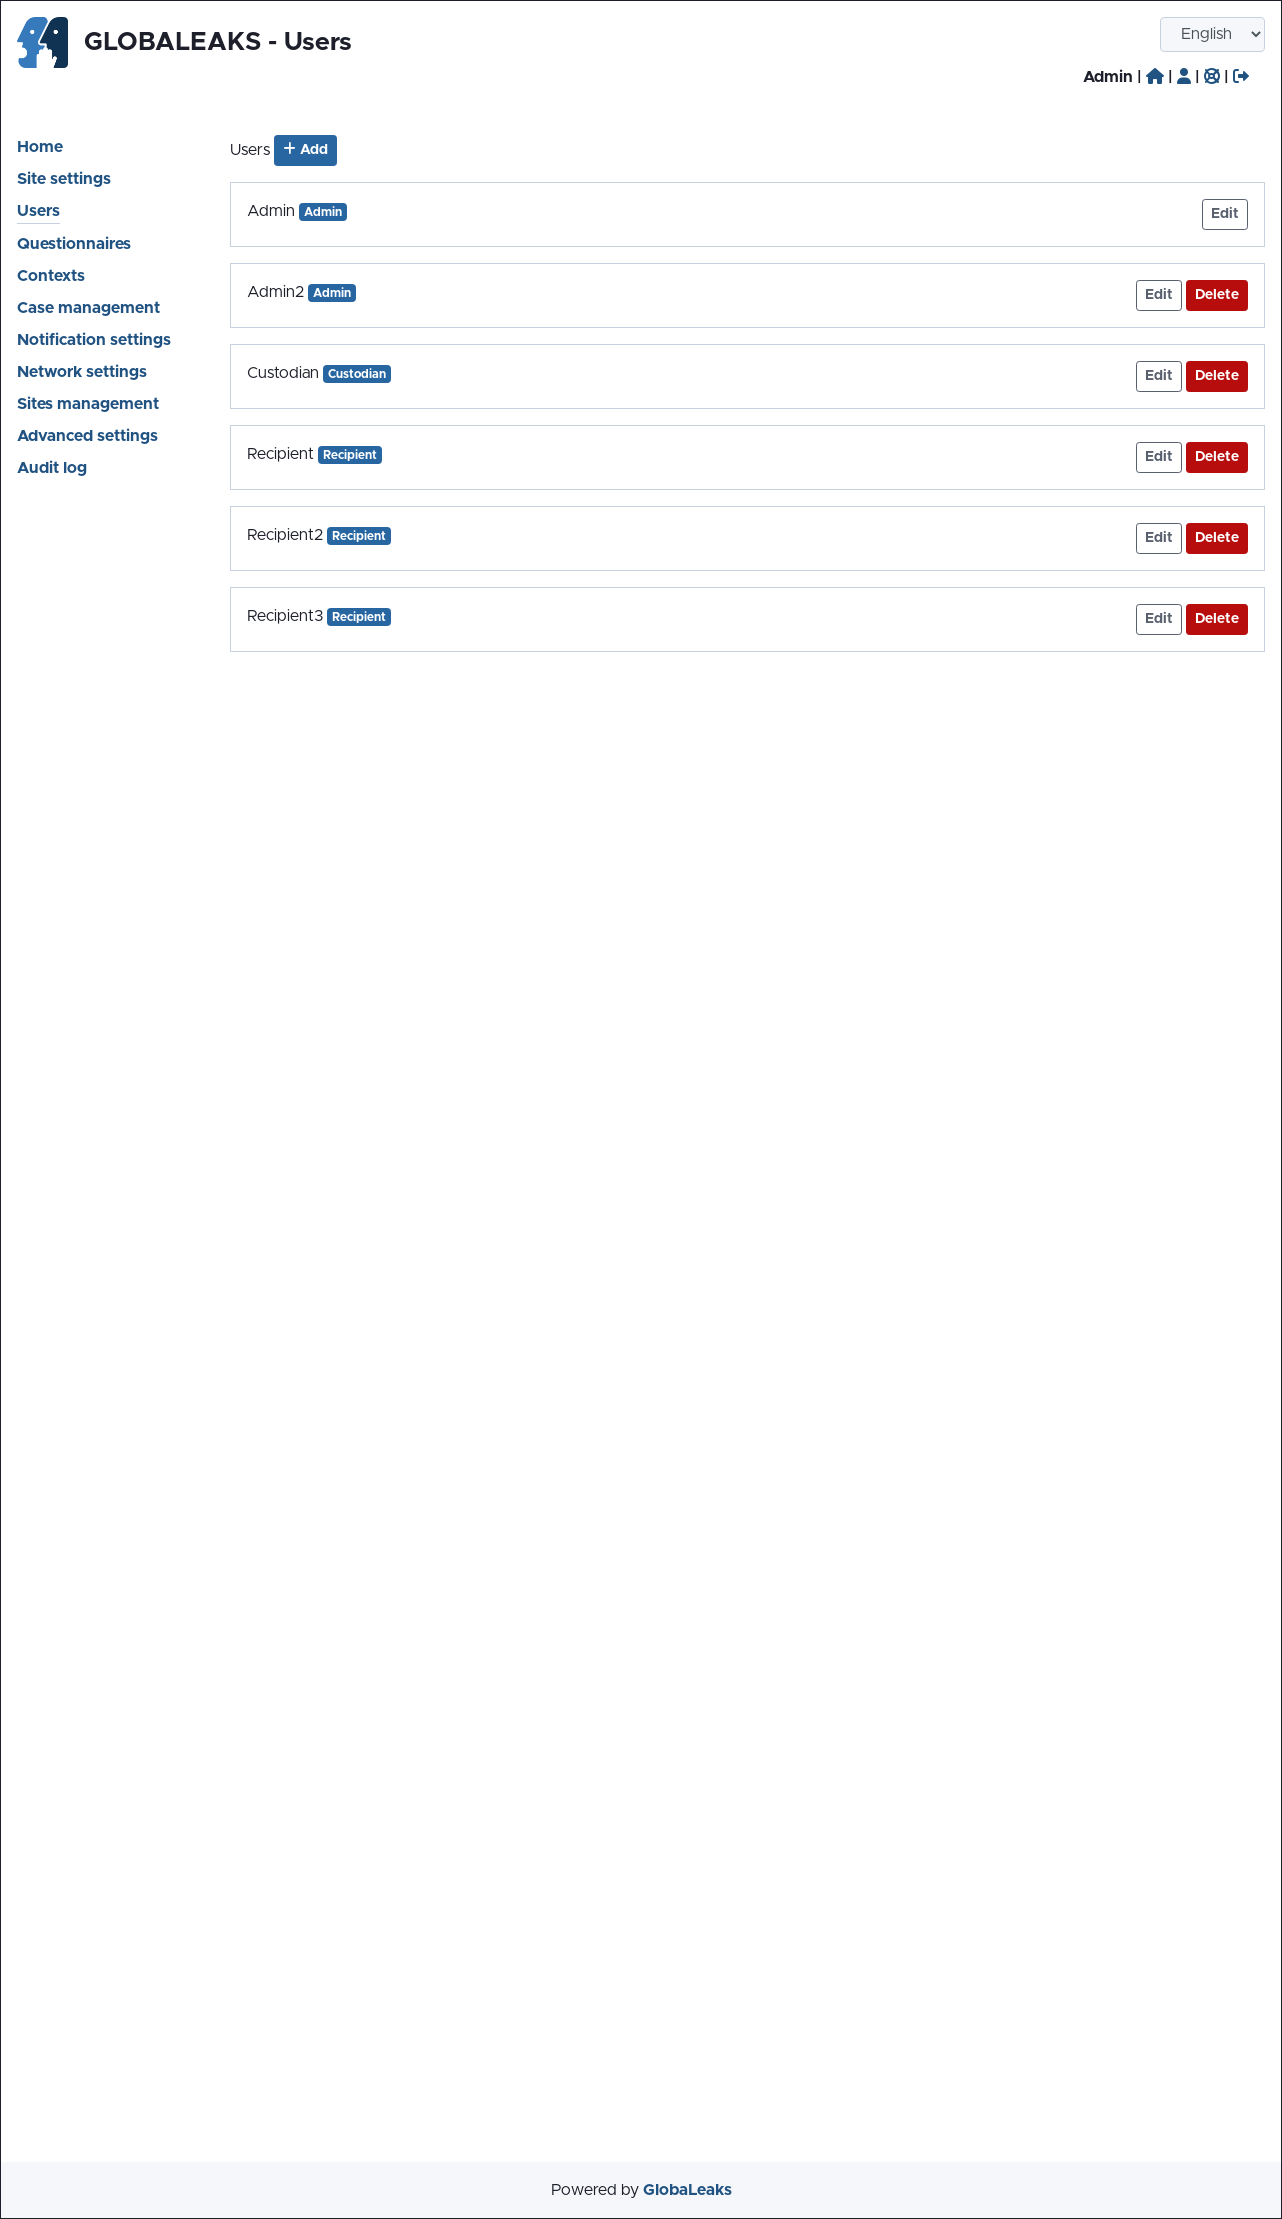 GLOBALEAKS - Users
English
Admin | | | |
Home
Site settings
Users
Questionnaires
Contexts
Case management
Notification settings
Network settings
Sites management
Advanced settings
Audit log
Users + Add
Admin Admin Edit
Admin2 Admin Edit Delete
Custodian Custodian Edit Delete
Recipient Recipient Edit Delete
Recipient2 Recipient Edit Delete
Recipient3 Recipient Edit Delete
Powered by GlobaLeaks